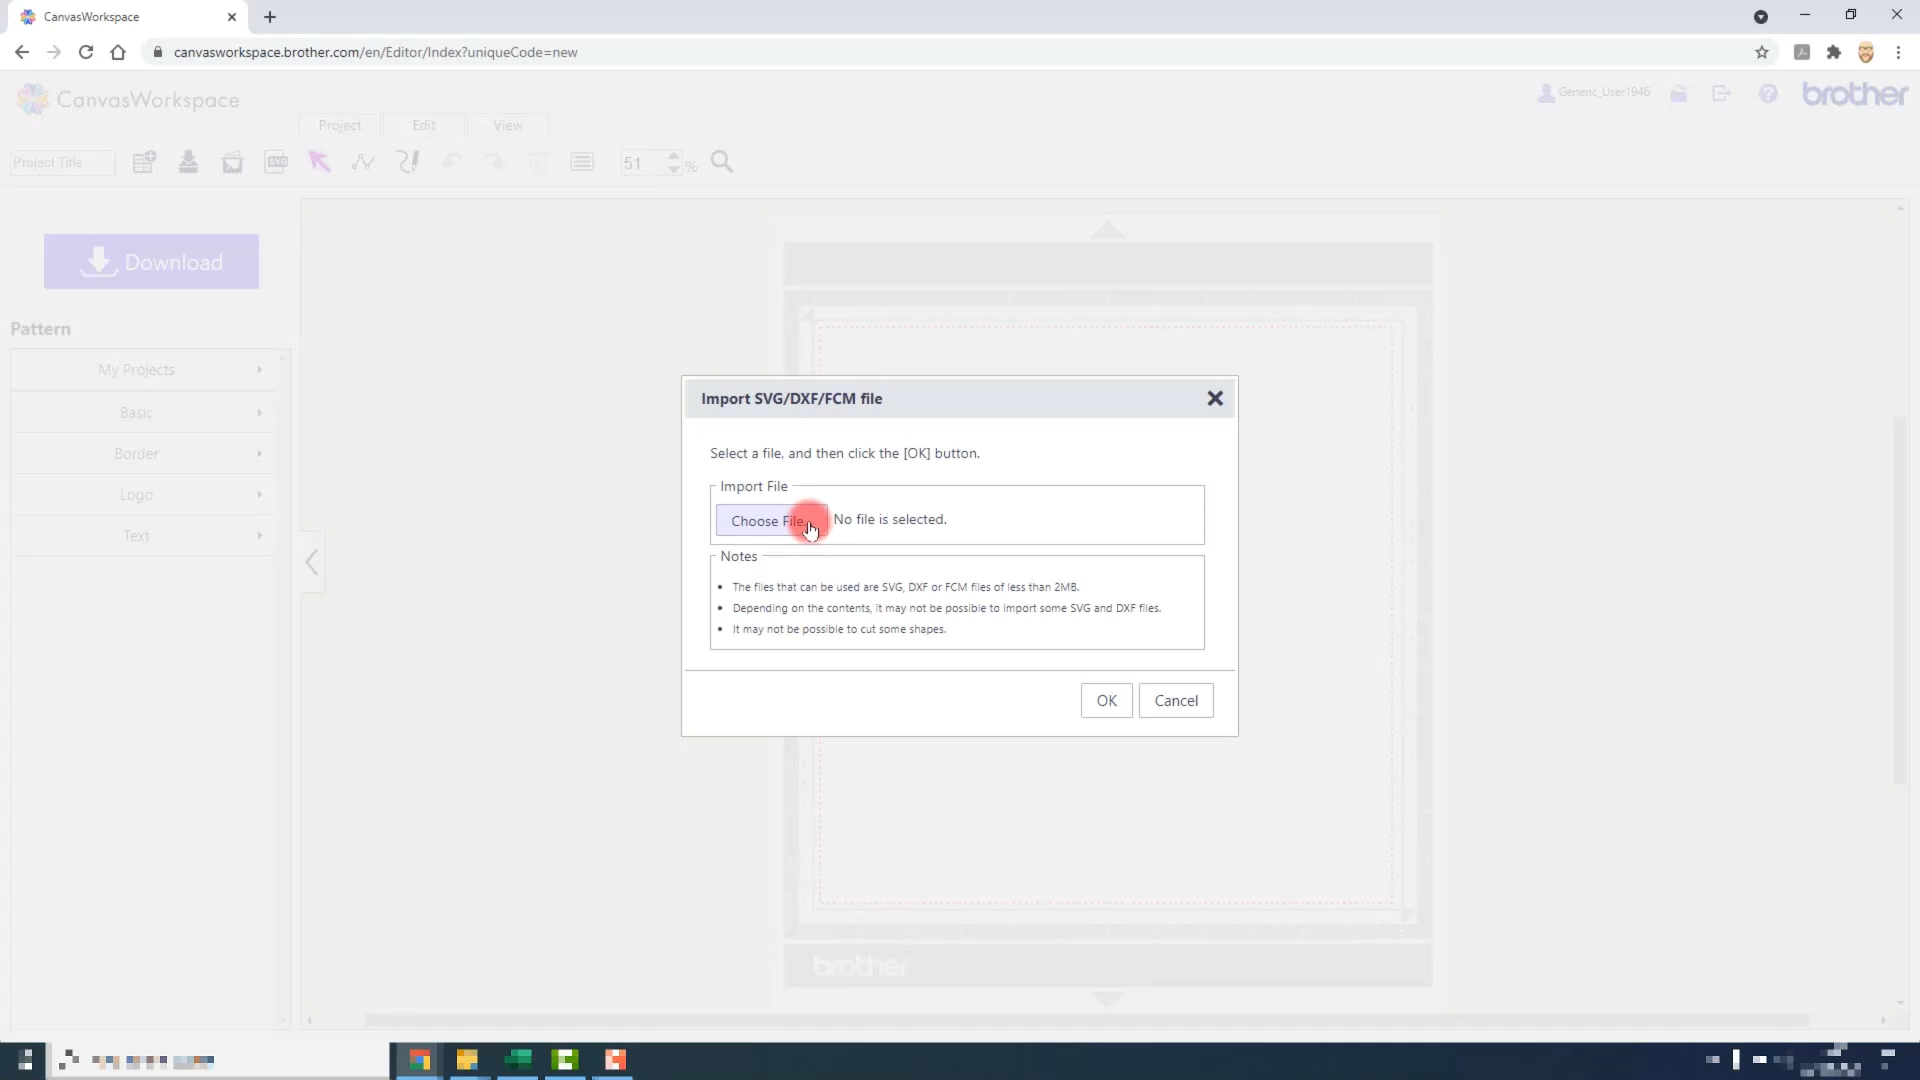 CanvasWorkspace
canvasworkspace.brother.com/en/Editor/Index?uniqueCode=new
CanvasWorkspace
Generic_User1946
brother
Project Edit View
Project Title
SVG
51 %
Download
Pattern
My Projects
Basic
Border
Logo
Text
Import SVG/DXF/FCM file
Select a file, and then click the [OK] button.
Import File
Choose File
No file is selected.
Notes
• The files that can be used are SVG, DXF or FCM files of less than 2MB.
• Depending on the contents, it may not be possible to import some SVG and DXF files.
• It may not be possible to cut some shapes.
OK Cancel
brother